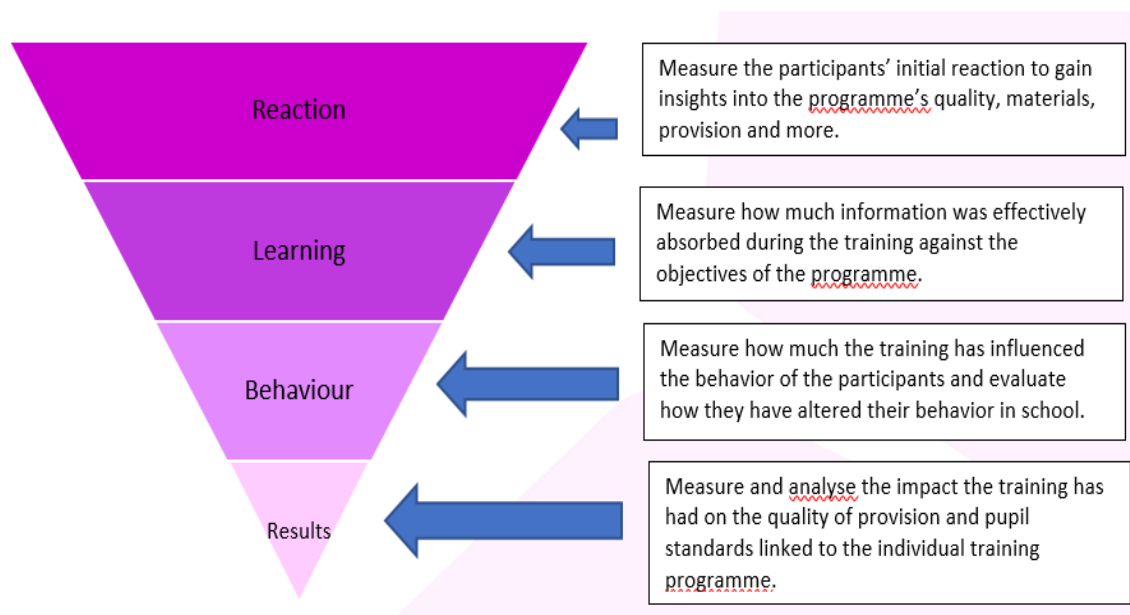 Reaction
Measure the participants’ initial reaction to gain
insights into the programme’s quality, materials,
provision and more.
Learning
Measure how much information was effectively
absorbed during the training against the
objectives of the programme.
Behaviour
Measure how much the training has influenced
the behavior of the participants and evaluate
how they have altered their behavior in school.
Results
Measure and analyse the impact the training has
had on the quality of provision and pupil
standards linked to the individual training
programme.